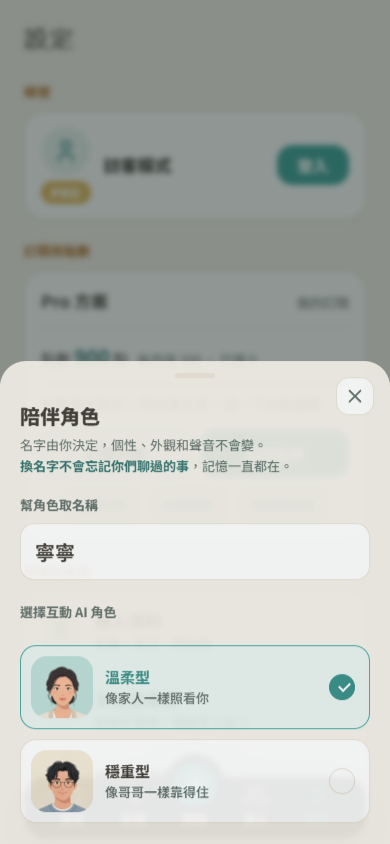 設定
訪客模式
登入
Pro 方案
陪伴角色
名字由你決定，個性、外觀和聲音不會變。
換名字不會忘記你們聊過的事，記憶一直都在。
幫角色取名稱
寧寧
選擇互動 AI 角色
溫柔型
像家人一樣照看你
穩重型
像哥哥一樣靠得住